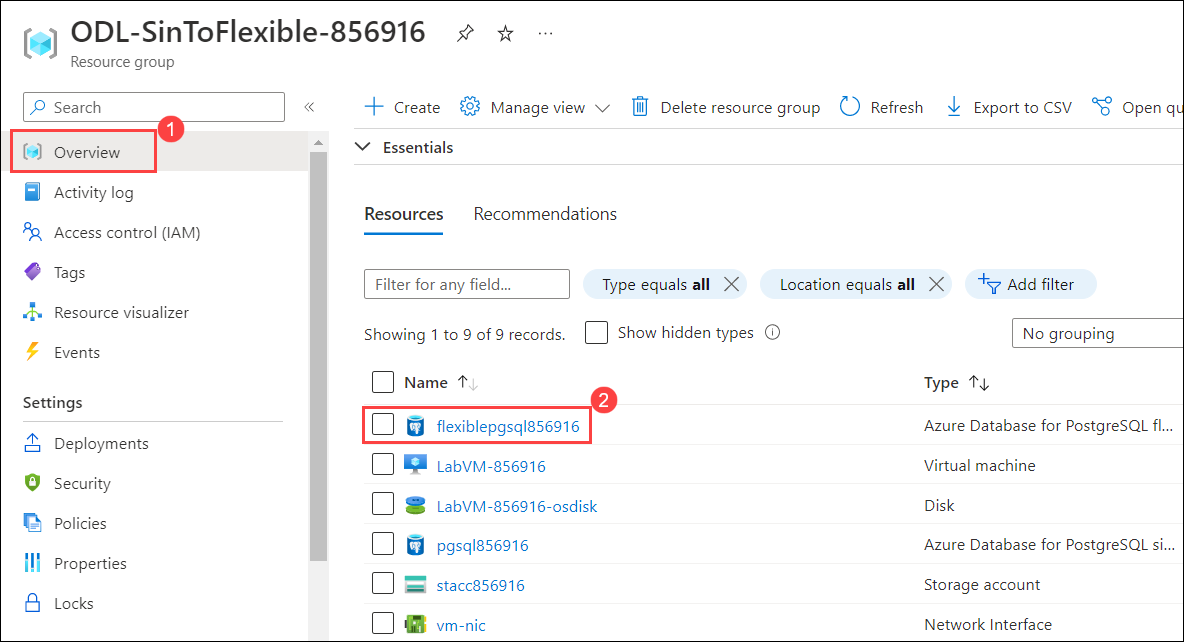 ODL-SinToFlexible-856916
Resource group
Search
«
Create
Manage view
Delete resource group
Refresh
Export to CSV
Open qu
1
Overview
Activity log
Access control (IAM)
Tags
Resource visualizer
Events
Settings
Deployments
Security
Policies
Properties
Locks
Essentials
Resources Recommendations
Filter for any field... Type equals all Location equals all Add filter
Showing 1 to 9 of 9 records. Show hidden types No grouping
Name ↑↓ Type ↑↓
2
flexiblepgsql856916 Azure Database for PostgreSQL fl...
LabVM-856916 Virtual machine
LabVM-856916-osdisk Disk
pgsql856916 Azure Database for PostgreSQL si...
stacc856916 Storage account
vm-nic Network Interface